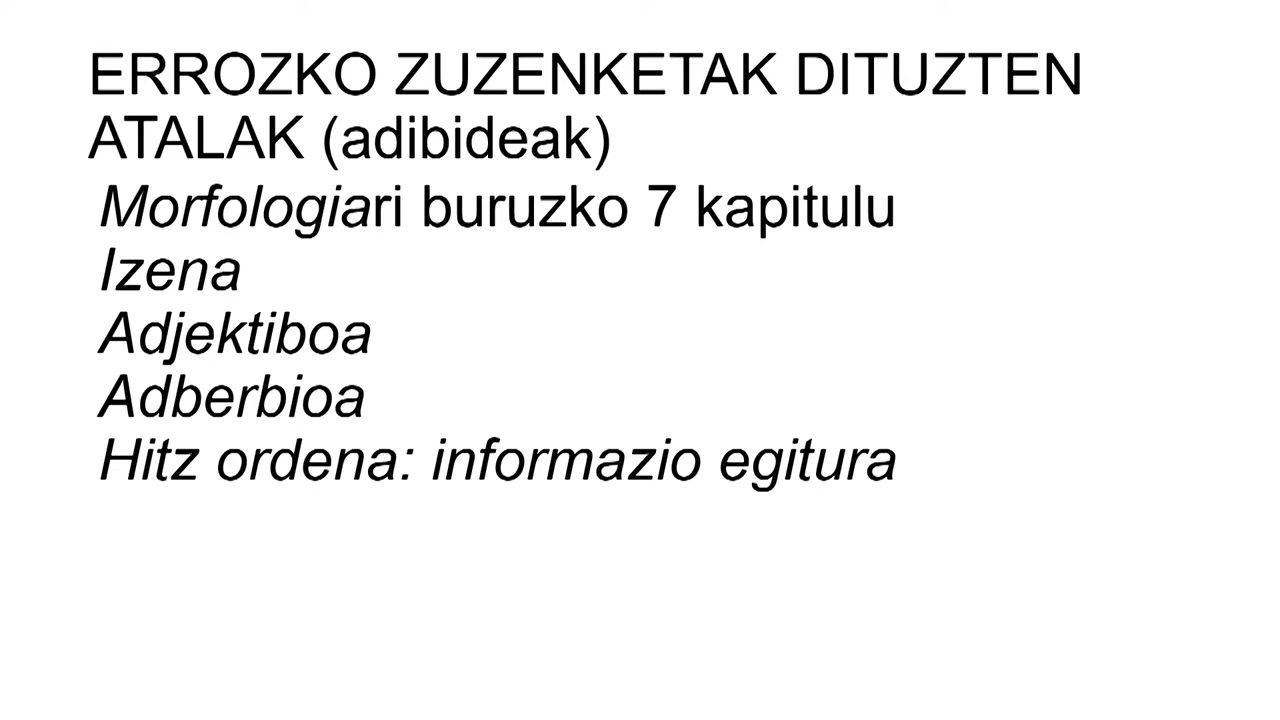 ERROZKO ZUZENKETAK DITUZTEN
ATALAK (adibideak)
Morfologiari buruzko 7 kapitulu
Izena
Adjektiboa
Adberbioa
Hitz ordena: informazio egitura